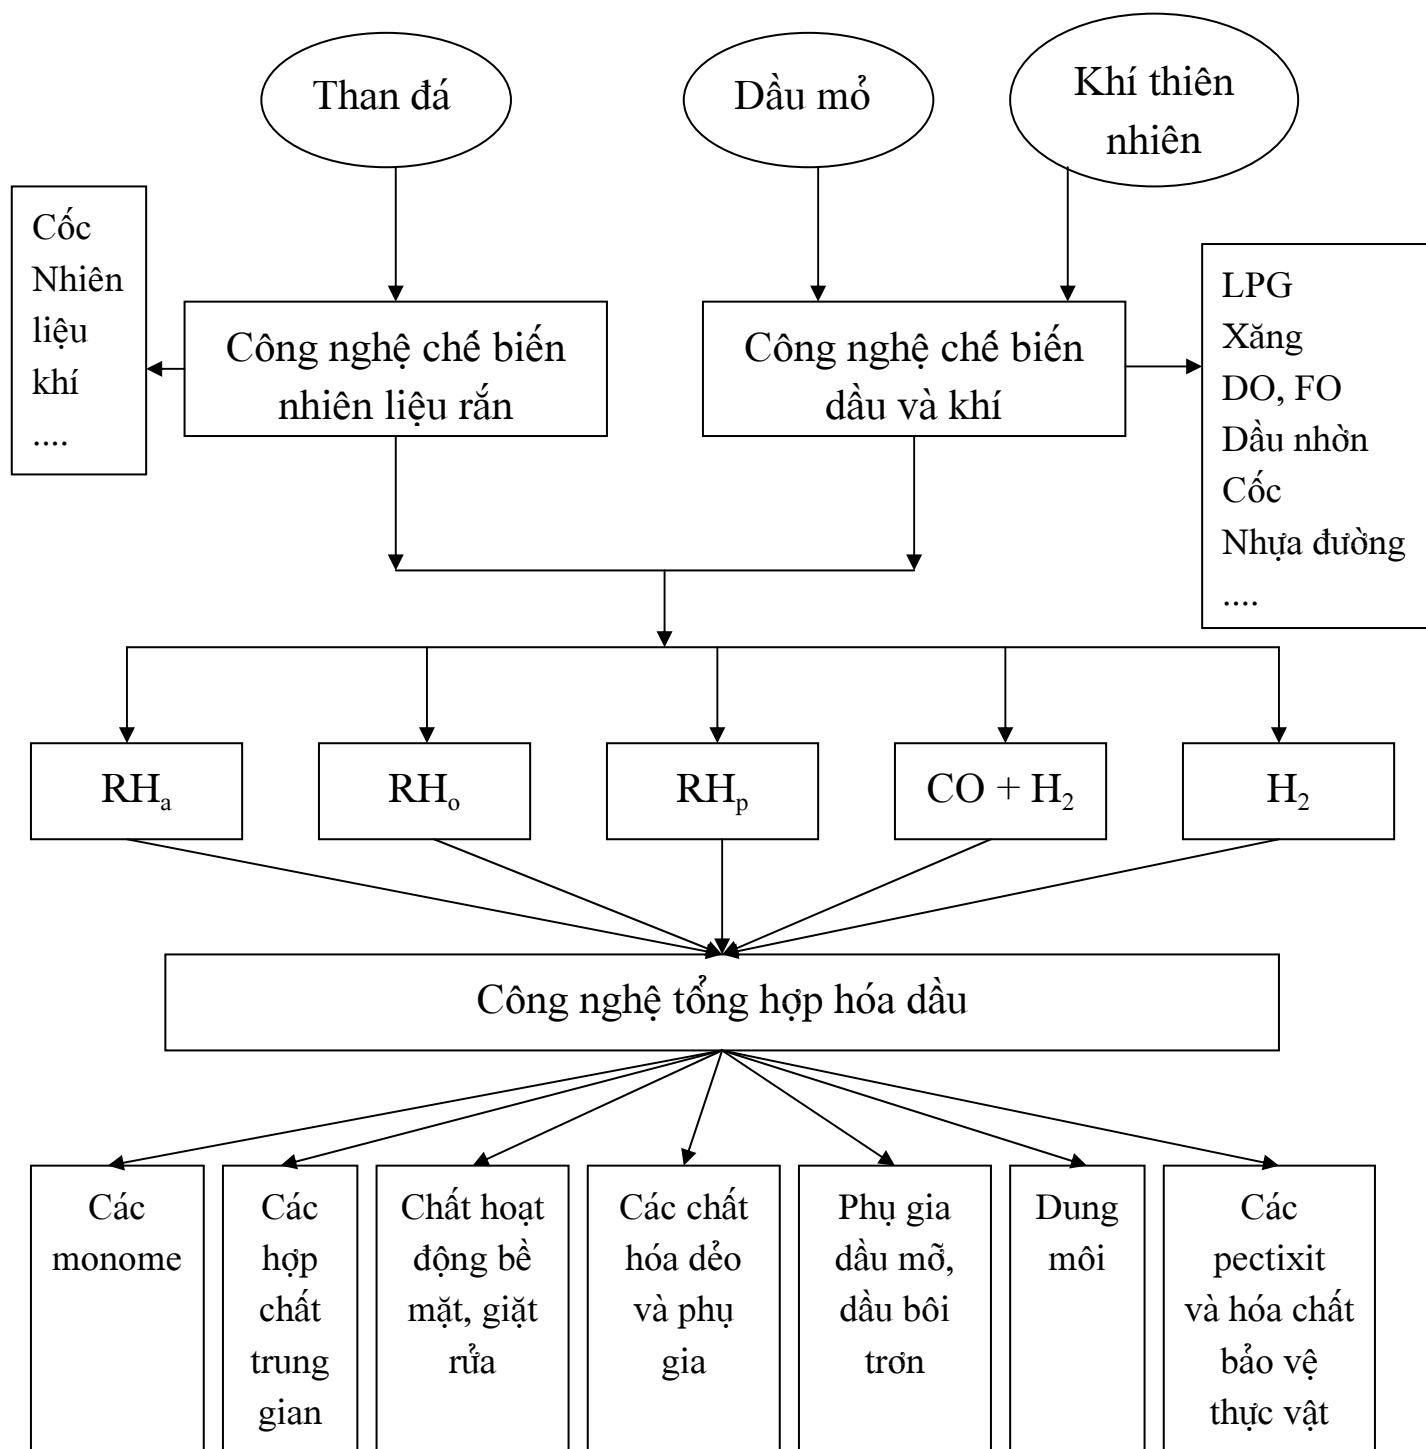 Than đá
Dầu mỏ
Khí thiên
nhiên
Cốc
Nhiên
liệu
khí
....
Công nghệ chế biến
nhiên liệu rắn
Công nghệ chế biến
dầu và khí
LPG
Xăng
DO, FO
Dầu nhờn
Cốc
Nhựa đường
....
RHₐ
RHₒ
RHₚ
CO + H₂
H₂
Công nghệ tổng hợp hóa dầu
Các
monome
Các
hợp
chất
trung
gian
Chất hoạt
động bề
mặt, giặt
rửa
Các chất
hóa dẻo
và phụ
gia
Phụ gia
dầu mỡ,
dầu bôi
trơn
Dung
môi
Các
pectixit
và hóa chất
bảo vệ
thực vật